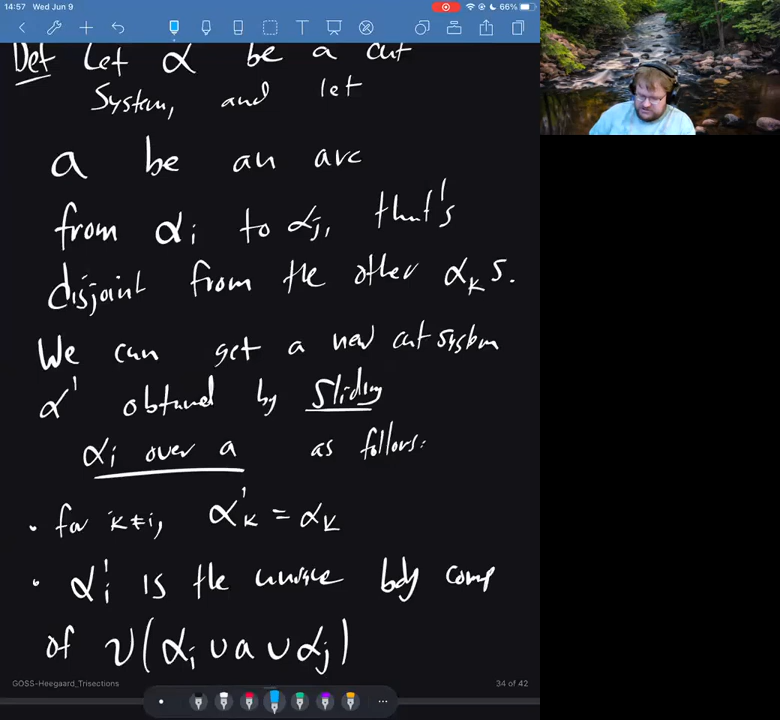 14:57 Wed Jun 9
66%
Def Let α be a cut
System, and let
a be an arc
from αi to αj, that's
disjoint from the other αk s.
We can get a new cut system
α' obtained by sliding
αi over a as follows:
• for k≠i, α'k = αk
• α'i is the unique bdy comp
of ν(αi ∪ a ∪ αj)
GOSS-Heegaard_Trisections
34 of 42